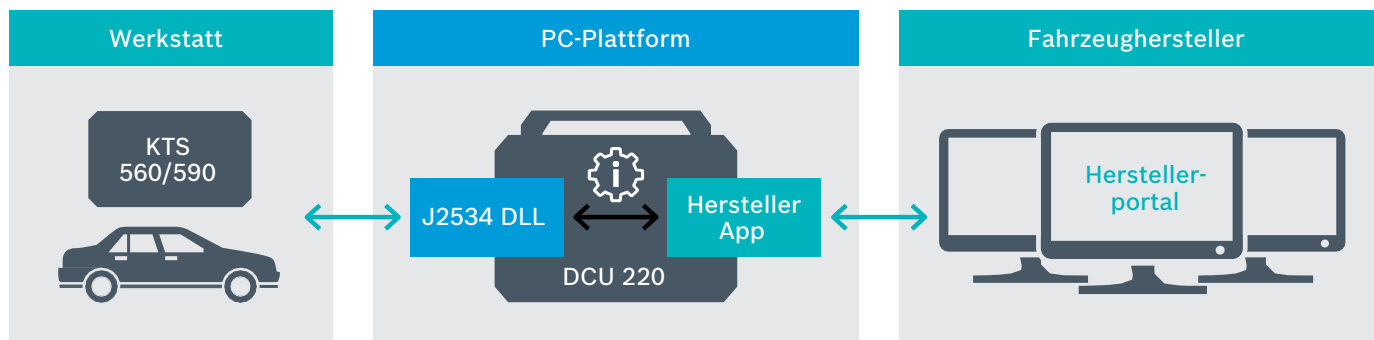 Werkstatt
KTS
560/590
PC-Plattform
J2534 DLL
Hersteller
App
DCU 220
Fahrzeughersteller
Hersteller-
portal